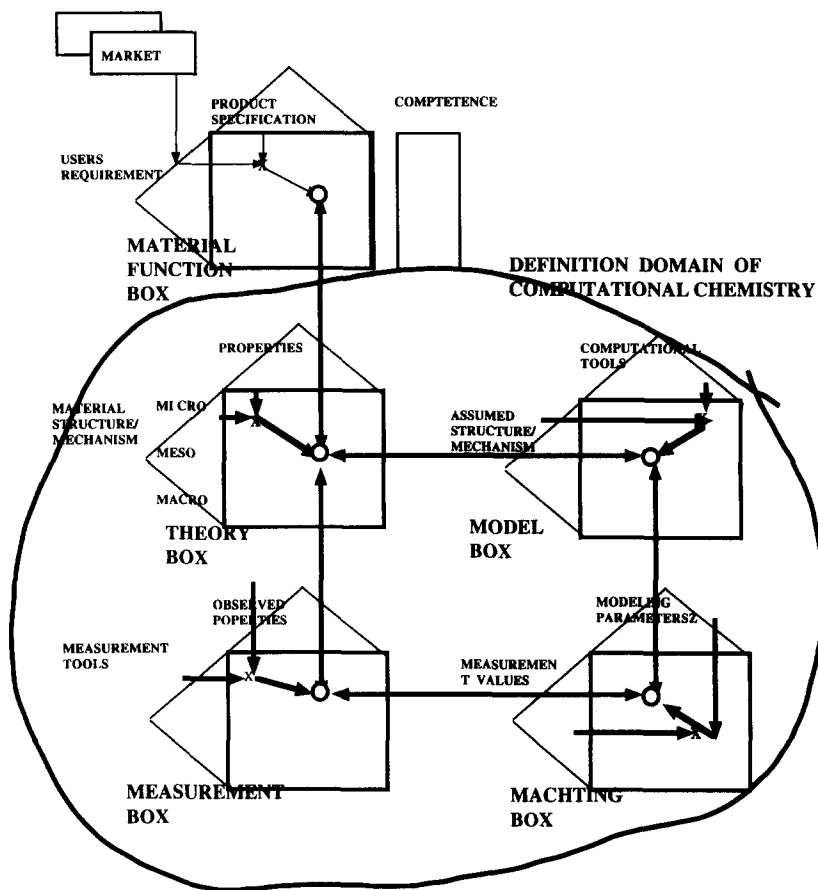 MARKET
PRODUCT
SPECIFICATION
COMPTETENCE
USERS
REQUIREMENT
X
MATERIAL
FUNCTION
BOX
DEFINITION DOMAIN OF
COMPUTATIONAL CHEMISTRY
PROPERTIES
COMPUTATIONAL
TOOLS
MATERIAL
STRUCTURE/
MECHANISM
MI CRO
MESO
MACRO
X
ASSUMED
STRUCTURE/
MECHANISM
X
THEORY
BOX
MODEL
BOX
OBSERVED
POPERTIES
MODELING
PARAMETERSZ
MEASUREMENT
TOOLS
X
MEASUREMEN
T VALUES
X
MEASUREMENT
BOX
MACHTING
BOX